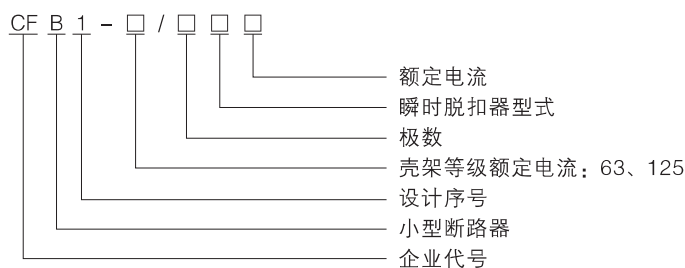 CF B 1 - □ / □ □ □
额定电流
瞬时脱扣器型式
极数
壳架等级额定电流：63、125
设计序号
小型断路器
企业代号